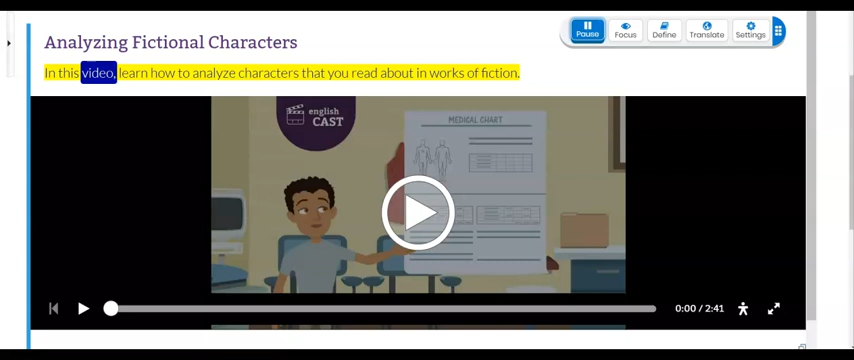 Analyzing Fictional Characters
Pause Focus Define Translate Settings
In this video, learn how to analyze characters that you read about in works of fiction.
english
CAST
MEDICAL CHART
0:00 / 2:41